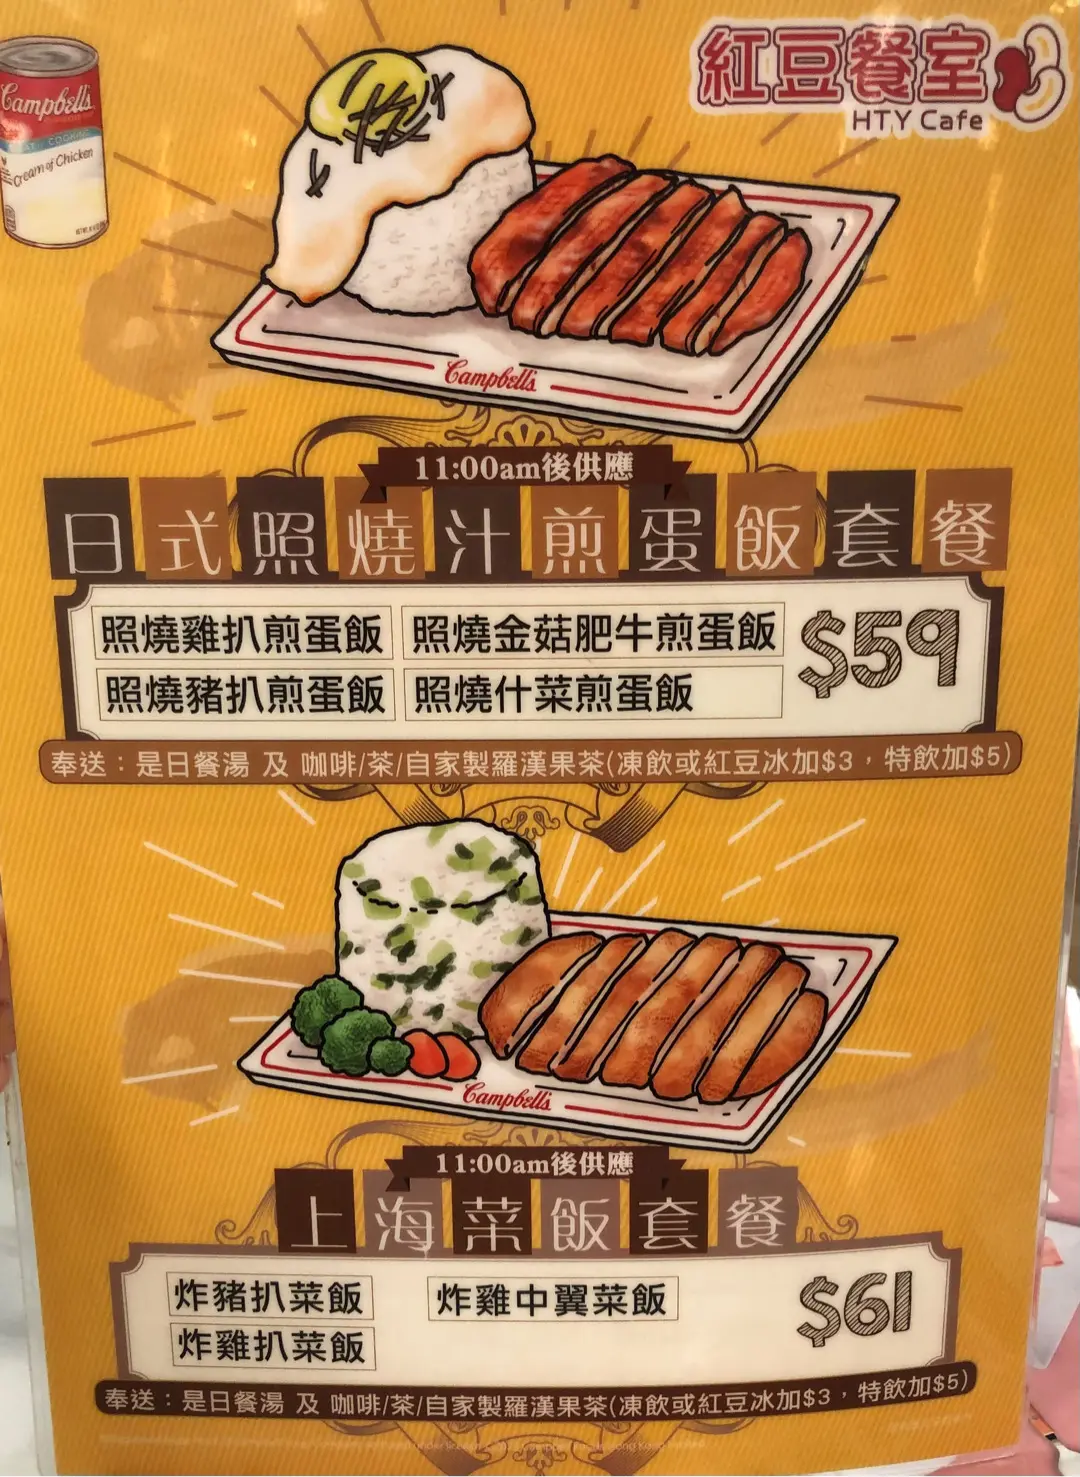 紅豆餐室
HTY Cafe
Campbell's
Cream of Chicken
Campbell's
11:00am後供應
日式照燒汁煎蛋飯套餐
照燒雞扒煎蛋飯 照燒金菇肥牛煎蛋飯 $59
照燒豬扒煎蛋飯 照燒什菜煎蛋飯
奉送：是日餐湯 及 咖啡/茶/自家製羅漢果茶(凍飲或紅豆冰加$3，特飲加$5)
Campbell's
11:00am後供應
上海菜飯套餐
炸豬扒菜飯 炸雞中翼菜飯 $61
炸雞扒菜飯
奉送：是日餐湯 及 咖啡/茶/自家製羅漢果茶(凍飲或紅豆冰加$3，特飲加$5)